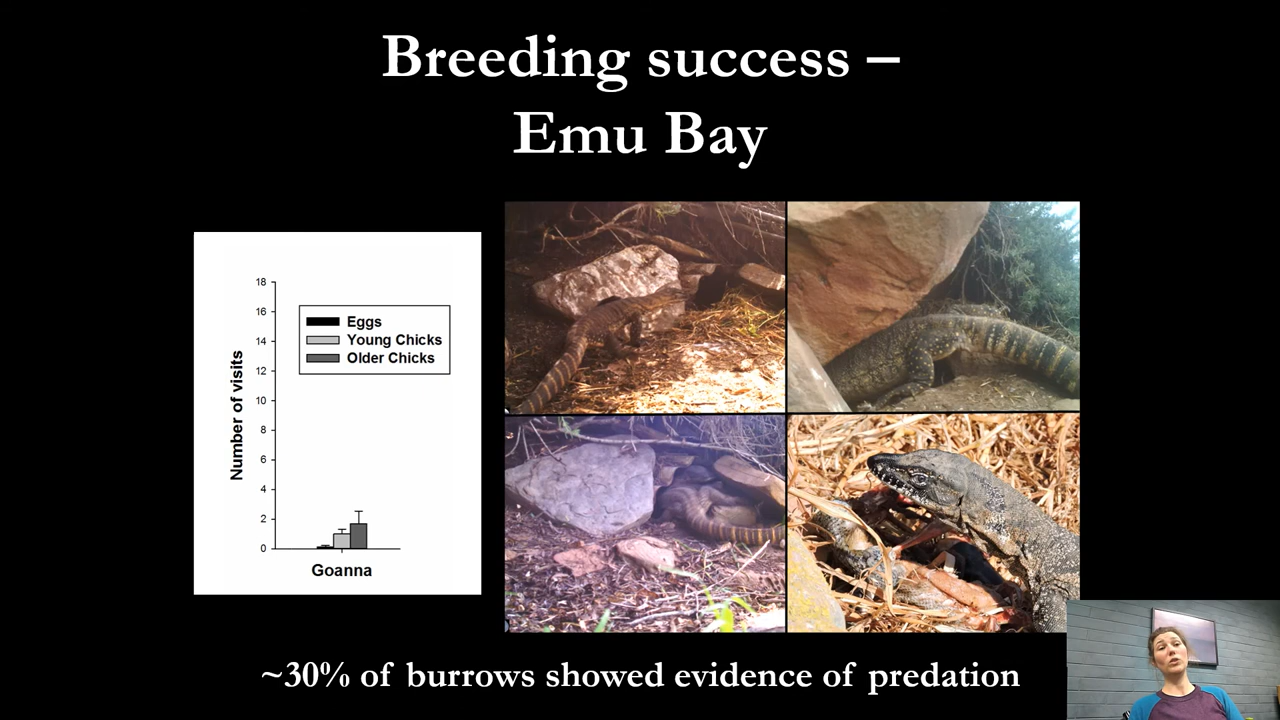 Breeding success –
Emu Bay
18
16
14
12
10
8
6
4
2
0
Number of visits
Eggs
Young Chicks
Older Chicks
Goanna
~30% of burrows showed evidence of predation